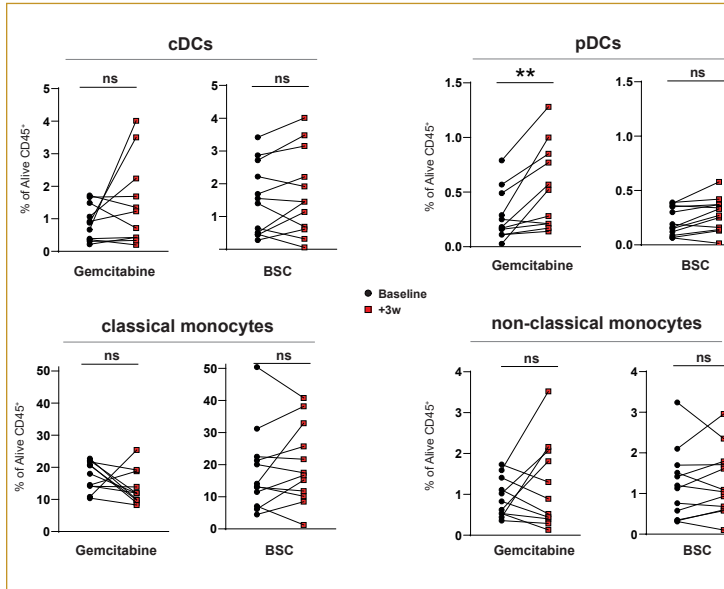 cDCs
pDCs
ns
ns
**
ns
% of Alive CD45⁺
5
4
3
2
1
0
Gemcitabine
5
4
3
2
1
0
BSC
% of Alive CD45⁺
1.5
1.0
0.5
0.0
Gemcitabine
1.5
1.0
0.5
0.0
BSC
Baseline
+3w
classical monocytes
non-classical monocytes
ns
ns
ns
ns
% of Alive CD45⁺
50
40
30
20
10
0
Gemcitabine
50
40
30
20
10
0
BSC
% of Alive CD45⁺
4
3
2
1
0
Gemcitabine
4
3
2
1
0
BSC